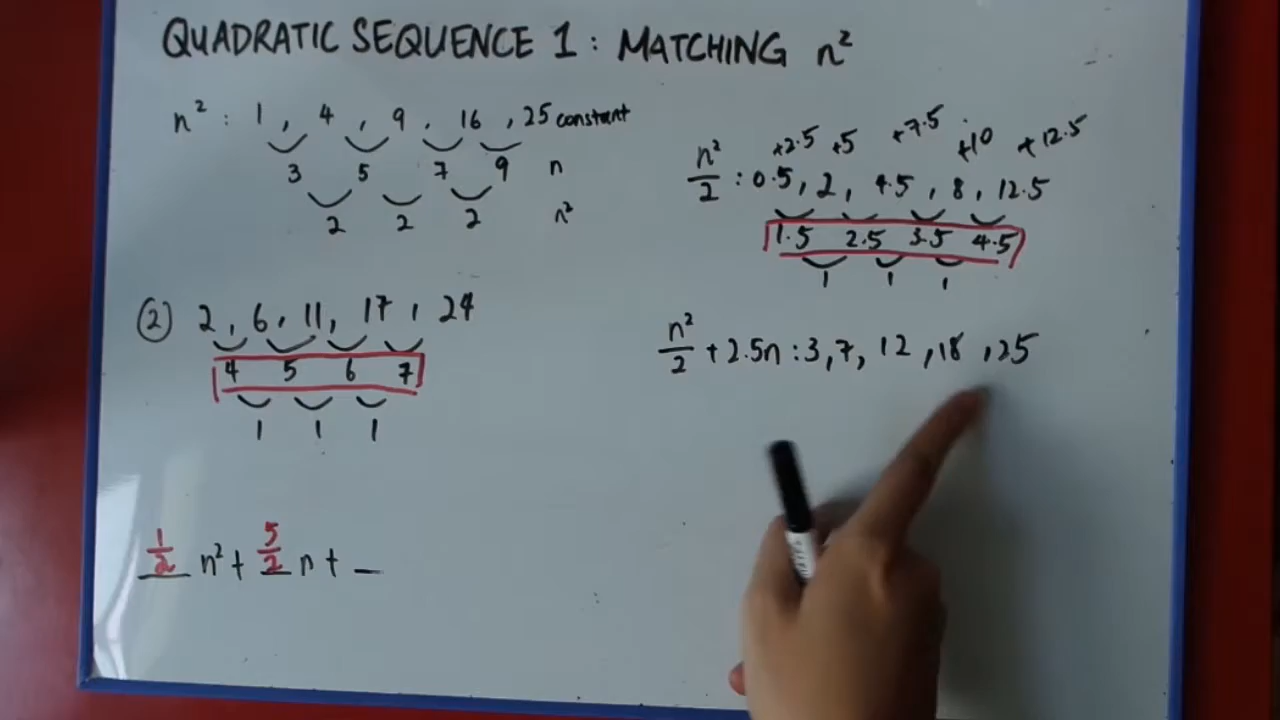 QUADRATIC SEQUENCE 1 : MATCHING n²
n² : 1 , 4 , 9 , 16 , 25 constant
3 5 7 9 n
2 2 2 n²
+2.5 +5 +7.5 +10 +12.5
n²/2 : 0.5 , 2 , 4.5 , 8 , 12.5
1.5 2.5 3.5 4.5
1 1 1
② 2 , 6 , 11 , 17 , 24
4 5 6 7
1 1 1
n²/2 + 2.5n : 3 , 7 , 12 , 18 , 25
1/2 n² + 5/2 n + _